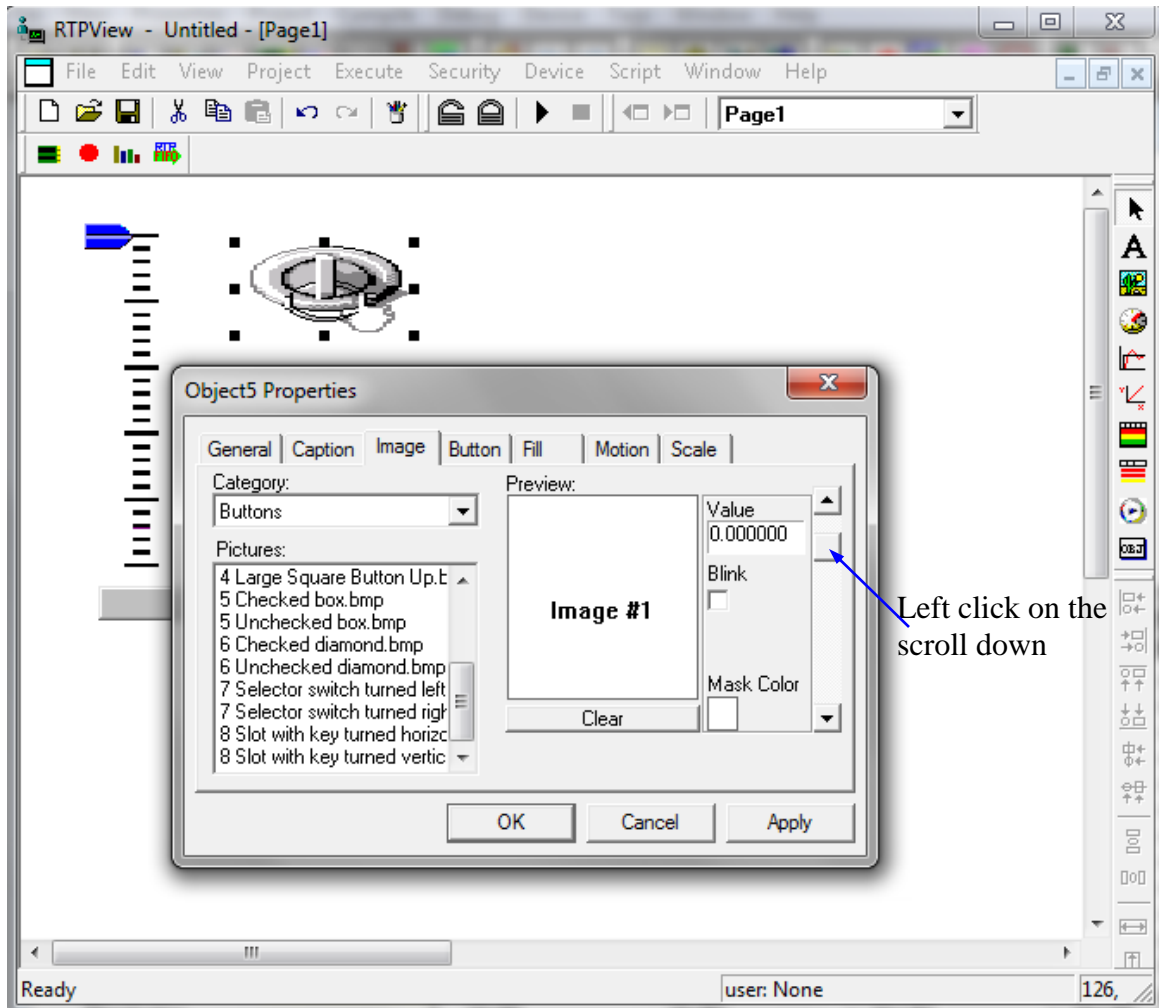 RTPView - Untitled - [Page1]
File Edit View Project Execute Security Device Script Window Help
Page1
RTP
FIFO
A
Y
X
OBJ
Object5 Properties
General Caption Image Button Fill Motion Scale
Category:
Buttons
Pictures:
4 Large Square Button Up.b
5 Checked box.bmp
5 Unchecked box.bmp
6 Checked diamond.bmp
6 Unchecked diamond.bmp
7 Selector switch turned left
7 Selector switch turned righ
8 Slot with key turned horizo
8 Slot with key turned vertic
Preview:
Image #1
Clear
Value
0.000000
Blink
Mask Color
OK Cancel Apply
Left click on the
scroll down
Ready
user: None
126,